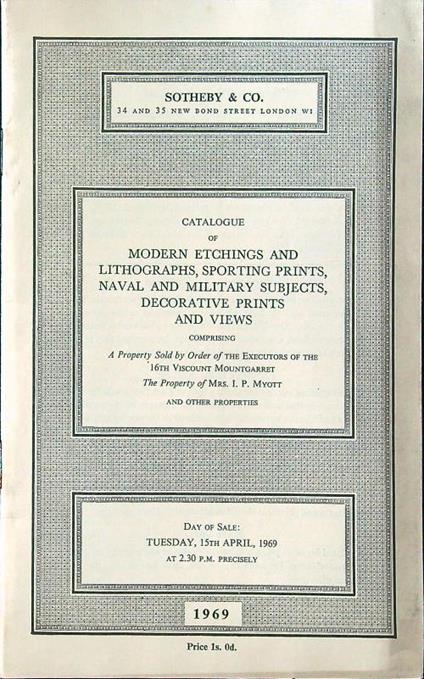 SOTHEBY & CO.
34 AND 35 NEW BOND STREET LONDON W1
CATALOGUE
OF
MODERN ETCHINGS AND
LITHOGRAPHS, SPORTING PRINTS,
NAVAL AND MILITARY SUBJECTS,
DECORATIVE PRINTS
AND VIEWS
COMPRISING
A Property Sold by Order of THE EXECUTORS OF THE
16TH VISCOUNT MOUNTGARRET
The Property of MRS. I. P. MYOTT
AND OTHER PROPERTIES
DAY OF SALE:
TUESDAY, 15TH APRIL, 1969
AT 2.30 P.M. PRECISELY
1969
Price 1s. 0d.